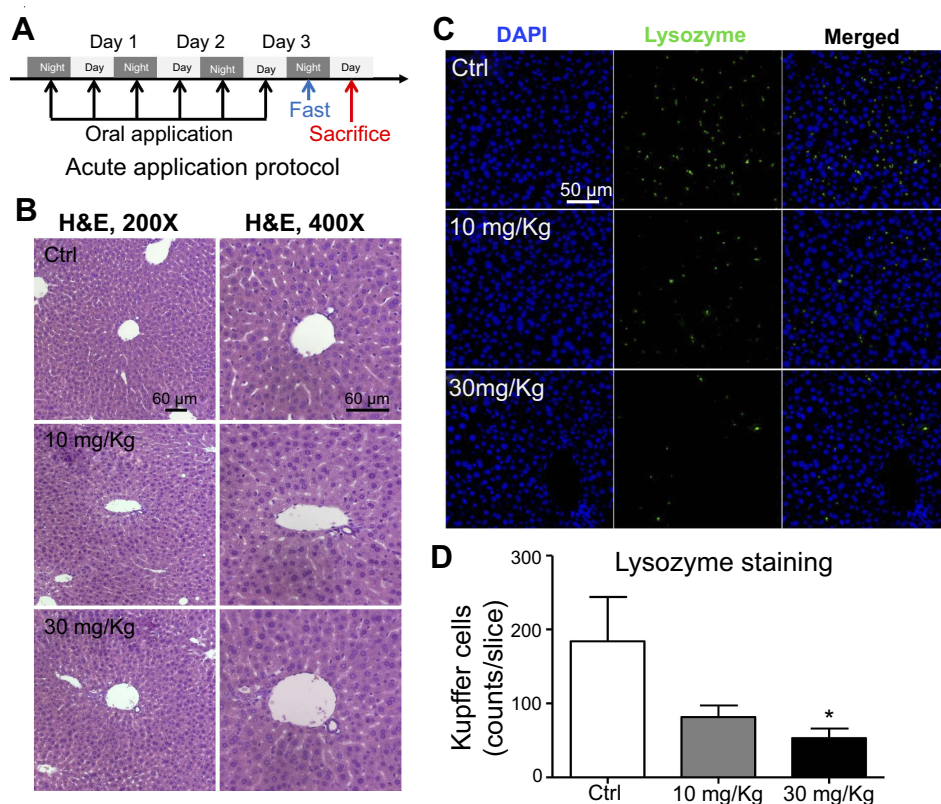 A
Day 1 Day 2 Day 3
Night Day Night Day Night Day Night Day
Fast
Oral application Sacrifice
Acute application protocol
B
H&E, 200X H&E, 400X
Ctrl
60 µm 60 µm
10 mg/Kg
30 mg/Kg
C
DAPI Lysozyme Merged
Ctrl
50 µm
10 mg/Kg
30mg/Kg
D
Lysozyme staining
Kupffer cells
(counts/slice)
300
200
100
0
*
Ctrl 10 mg/Kg 30 mg/Kg